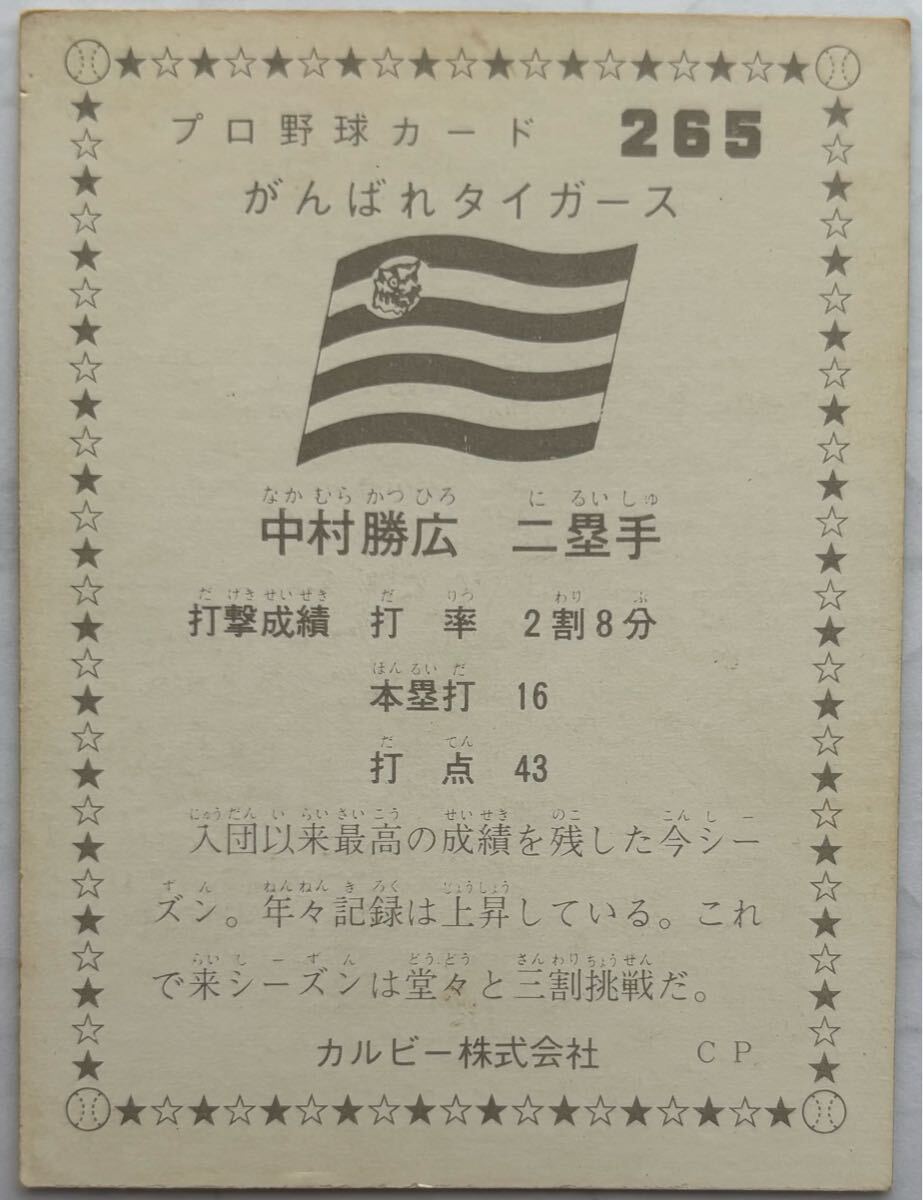 プロ野球カード 265
がんばれタイガース
なか むら かつ ひろ に るい しゅ
中村勝広 二塁手
だ げき せい せき だ りつ わり ぶ
打撃成績 打率 2割8分
ほん るい だ
本塁打 16
だ てん
打点 43
にゅうだん い らいさいこう せいせき のこ こん し ー
入団以来最高の成績を残した今シー
ず ん ねんねん き ろく じょうしょう
ズン。年々記録は上昇している。これ
らい し ー ず ん どうどう さんわりちょうせん
で来シーズンは堂々と三割挑戦だ。
カルビー株式会社 CP